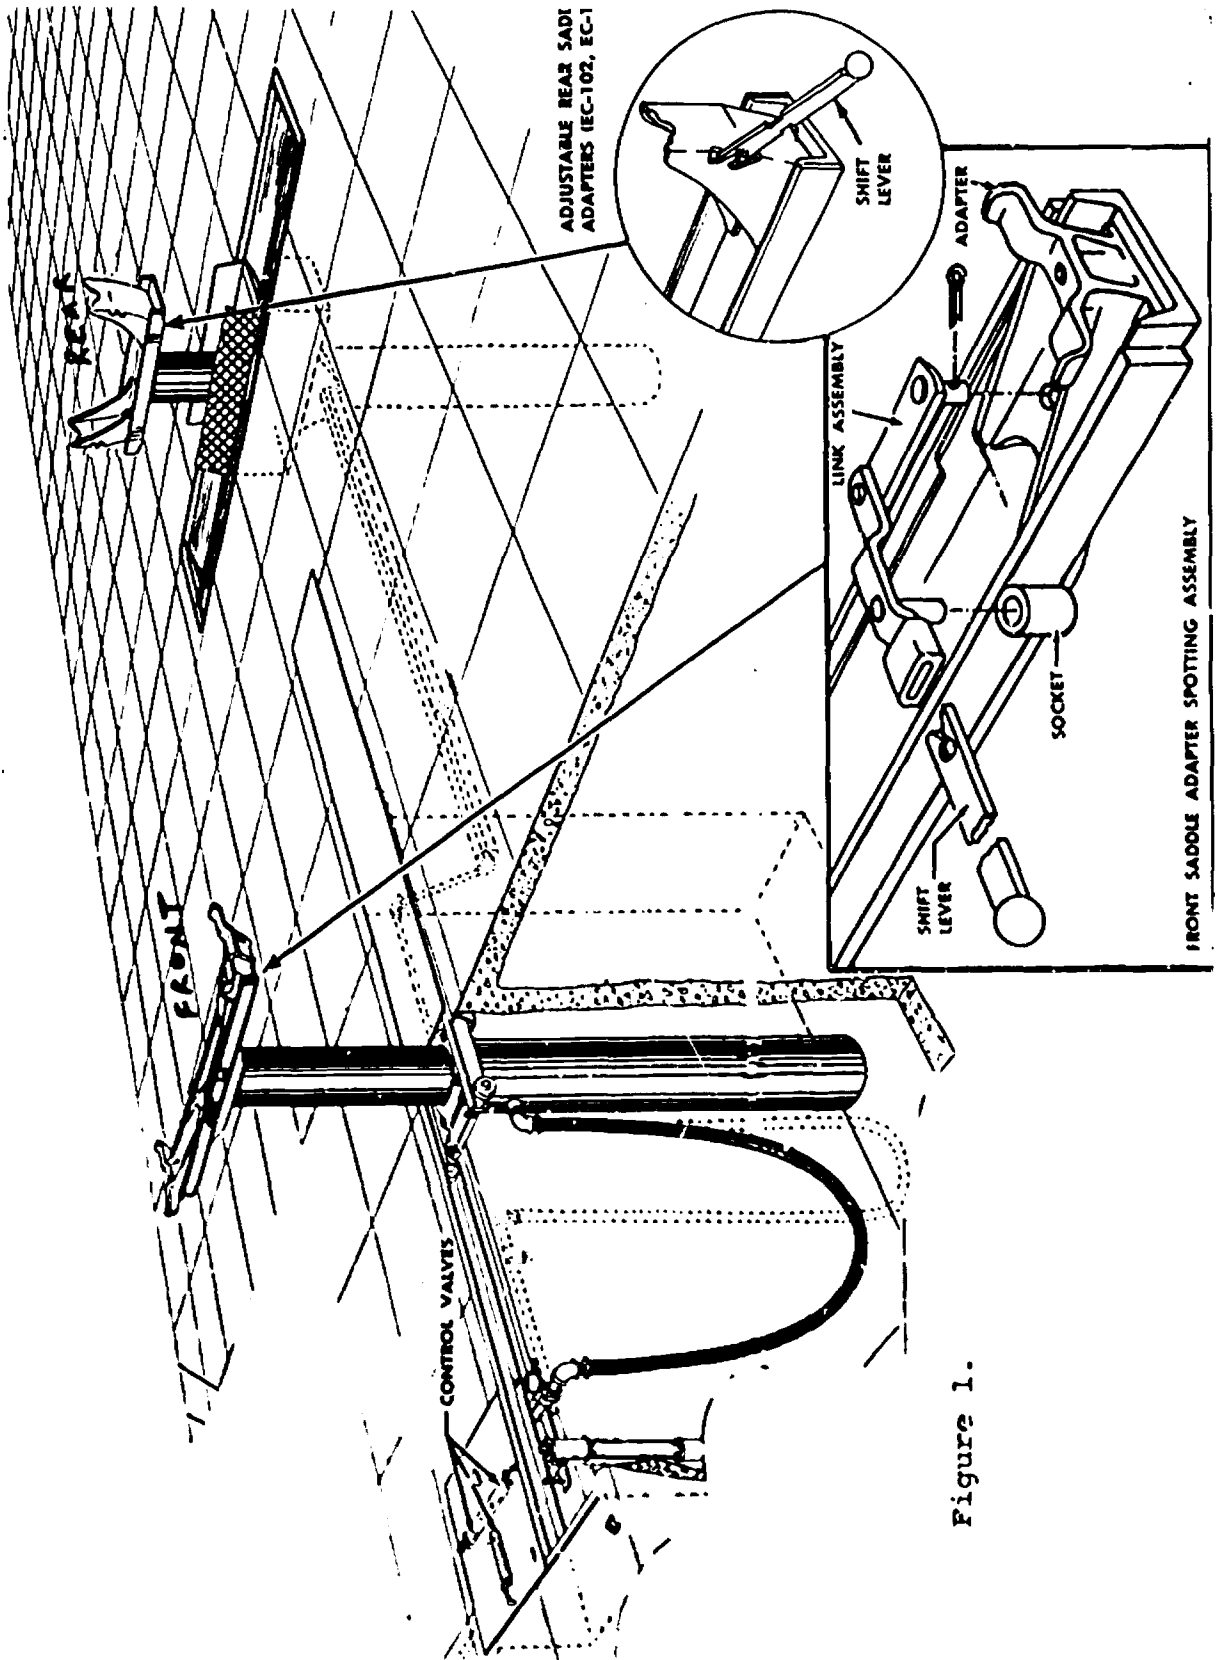 REAR
ADJUSTABLE REAR SAD
ADAPTERS (EC-102, EC-1
SHIFT
LEVER
FRONT
CONTROL VALVES
LINK ASSEMBLY
ADAPTER
SOCKET
SHIFT
LEVER
FRONT SADDLE ADAPTER SPOTTING ASSEMBLY
Figure 1.